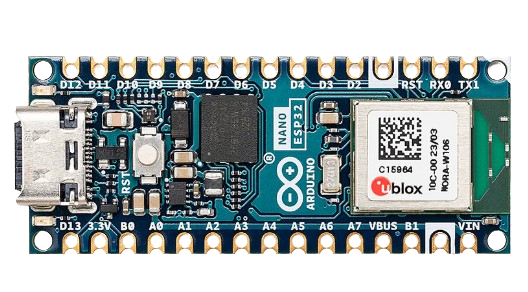 D12 D11 D10 D9 D8 D7 D6 D5 D4 D3 D2 RST RX0 TX1
NANO
ESP32
ARDUINO
®
RST
C15964
ublox
10C-00 23/03
NORA-W106
D13 3.3V B0 A0 A1 A2 A3 A4 A5 A6 A7 VBUS B1 VIN